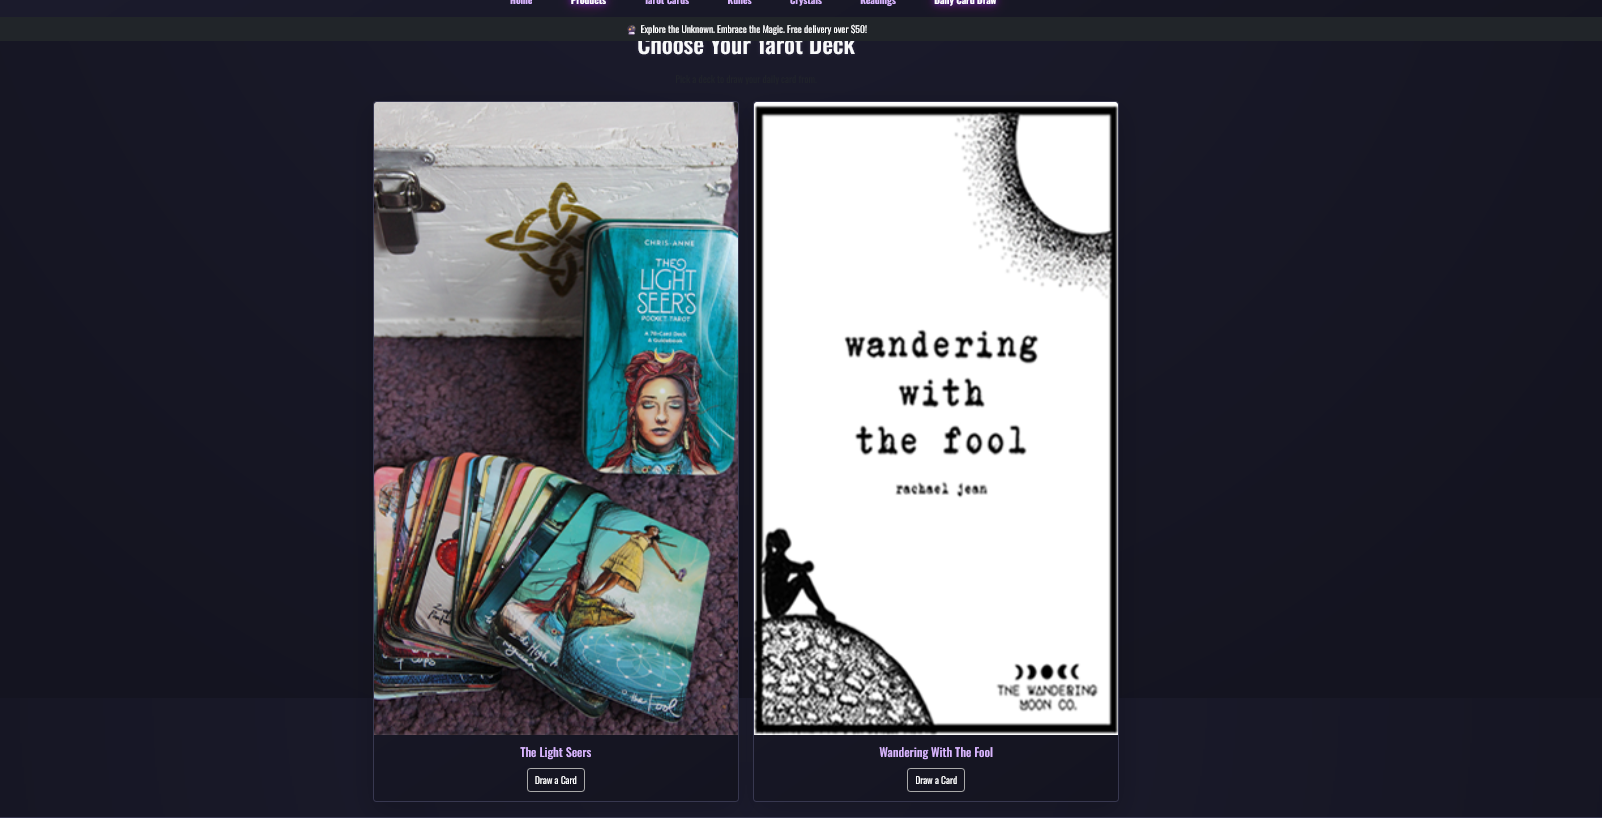 Home Products Tarot Cards Runes Crystals Readings Daily Card Draw
Explore the Unknown. Embrace the Magic. Free delivery over $50!
Choose Your Tarot Deck
CHRIS-ANNE
THE
LIGHT
SEER'S
POCKET TAROT
A 78-Card Deck
& Guidebook
the Fool
wandering
with
the fool
rachael jean
THE WANDERING
MOON CO.
The Light Seers
Draw a Card
Wandering With The Fool
Draw a Card